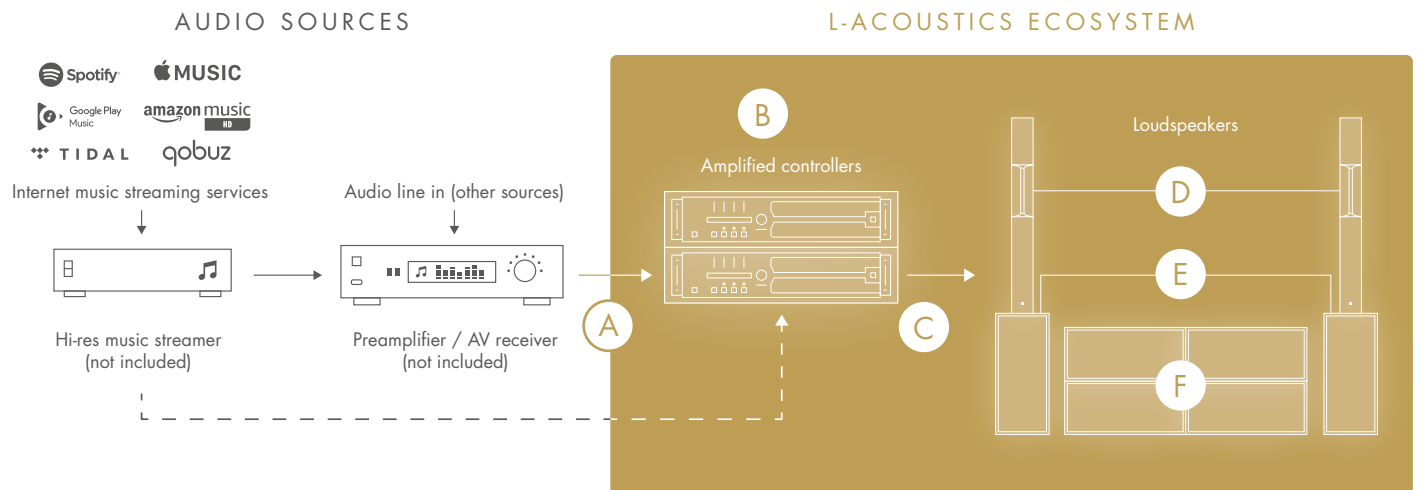 AUDIO SOURCES
L-ACOUSTICS ECOSYSTEM
Spotify
MUSIC
Google Play
Music
amazon music
HD
TIDAL
qobuz
Internet music streaming services
Audio line in (other sources)
Hi-res music streamer
(not included)
Preamplifier / AV receiver
(not included)
A
B
Amplified controllers
C
Loudspeakers
D
E
F